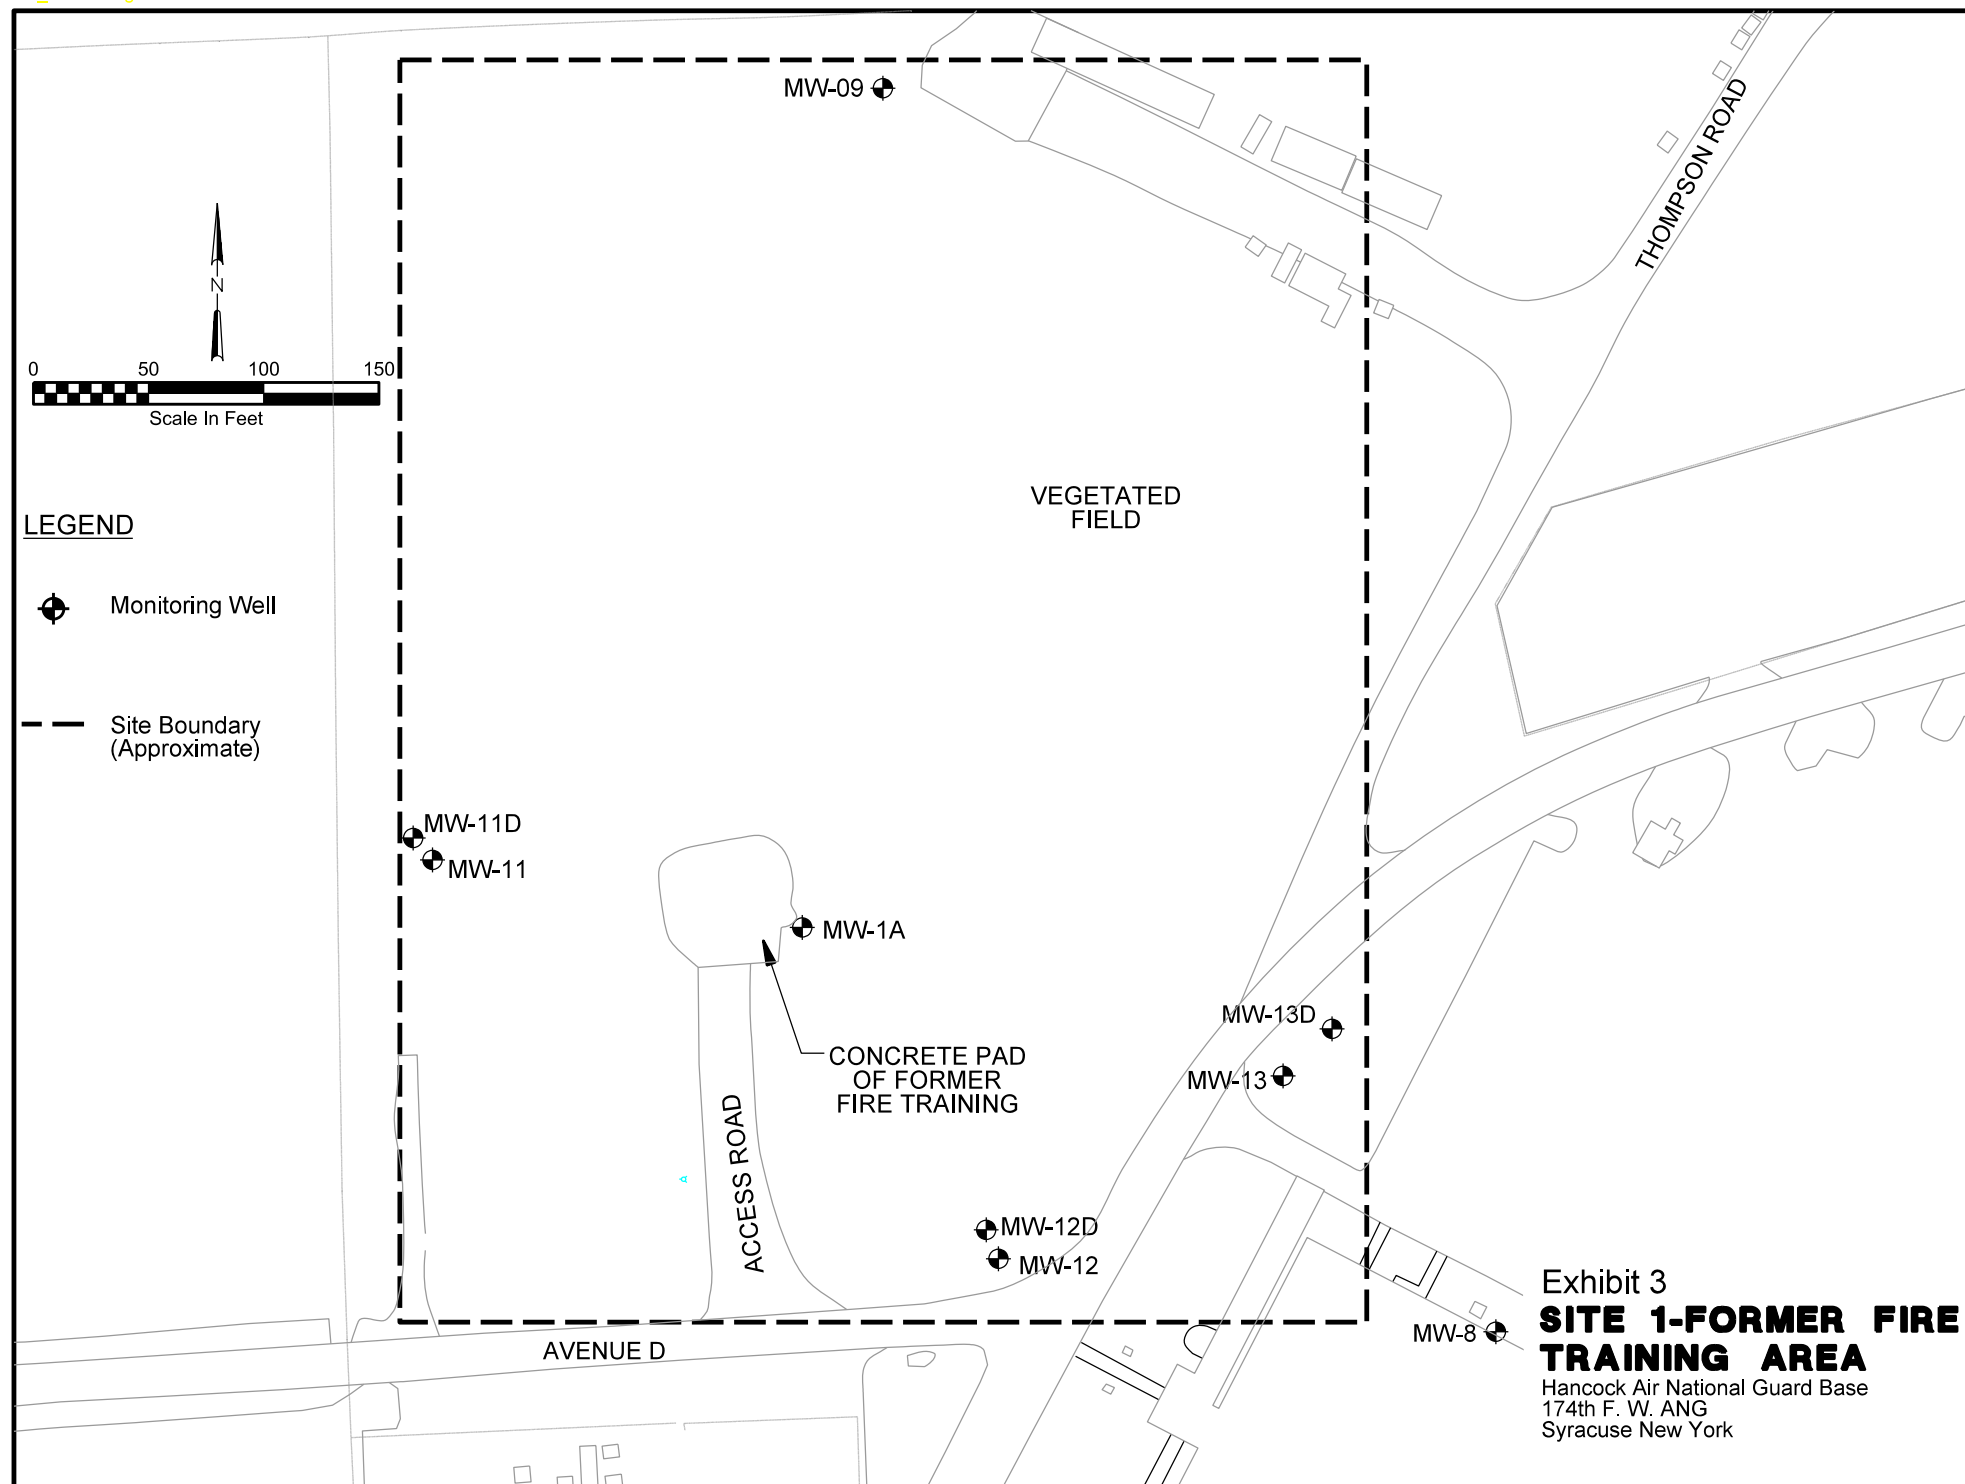 MW-09
THOMPSON ROAD
N
0 50 100 150
Scale In Feet
VEGETATED
FIELD
LEGEND
Monitoring Well
Site Boundary
(Approximate)
MW-11D
MW-11
MW-1A
MW-13D
MW-13
CONCRETE PAD
OF FORMER
FIRE TRAINING
ACCESS ROAD
A
MW-12D
MW-12
AVENUE D
MW-8
Exhibit 3
SITE 1-FORMER FIRE
TRAINING AREA
Hancock Air National Guard Base
174th F. W. ANG
Syracuse New York